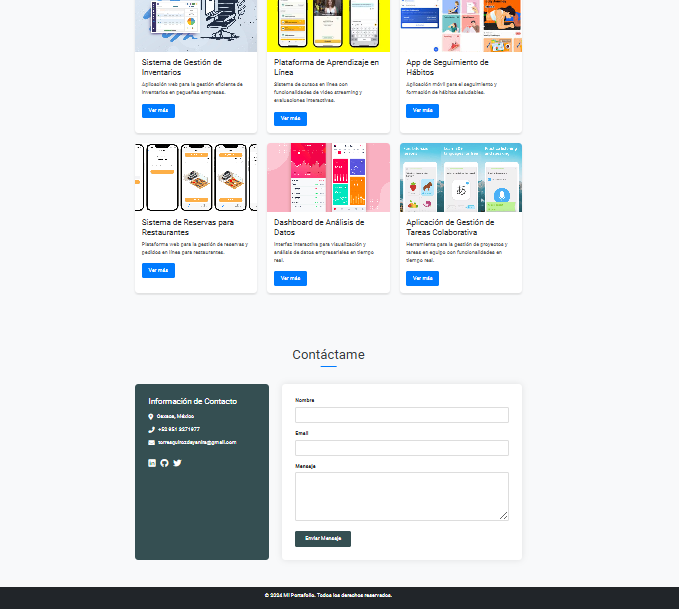 Sistema de Gestión de
Inventarios
Aplicación web para la gestión eficiente de
inventarios en pequeñas empresas.
Ver más
Plataforma de Aprendizaje en
Línea
Sistema de cursos en línea con
funcionalidades de video streaming y
evaluaciones interactivas.
Ver más
App de Seguimiento de
Hábitos
Aplicación móvil para el seguimiento y
formación de hábitos saludables.
Ver más
Sistema de Reservas para
Restaurantes
Plataforma web para la gestión de reservas y
pedidos en línea para restaurantes.
Ver más
Dashboard de Análisis de
Datos
Interfaz interactiva para visualización y
análisis de datos empresariales en tiempo
real.
Ver más
Aplicación de Gestión de
Tareas Colaborativa
Herramienta para la gestión de proyectos y
tareas en equipo con funcionalidades en
tiempo real.
Ver más
Contáctame
Información de Contacto
Oaxaca, México
Nombre
Email
Mensaje
Enviar Mensaje
© 2024 Mi Portafolio. Todos los derechos reservados.